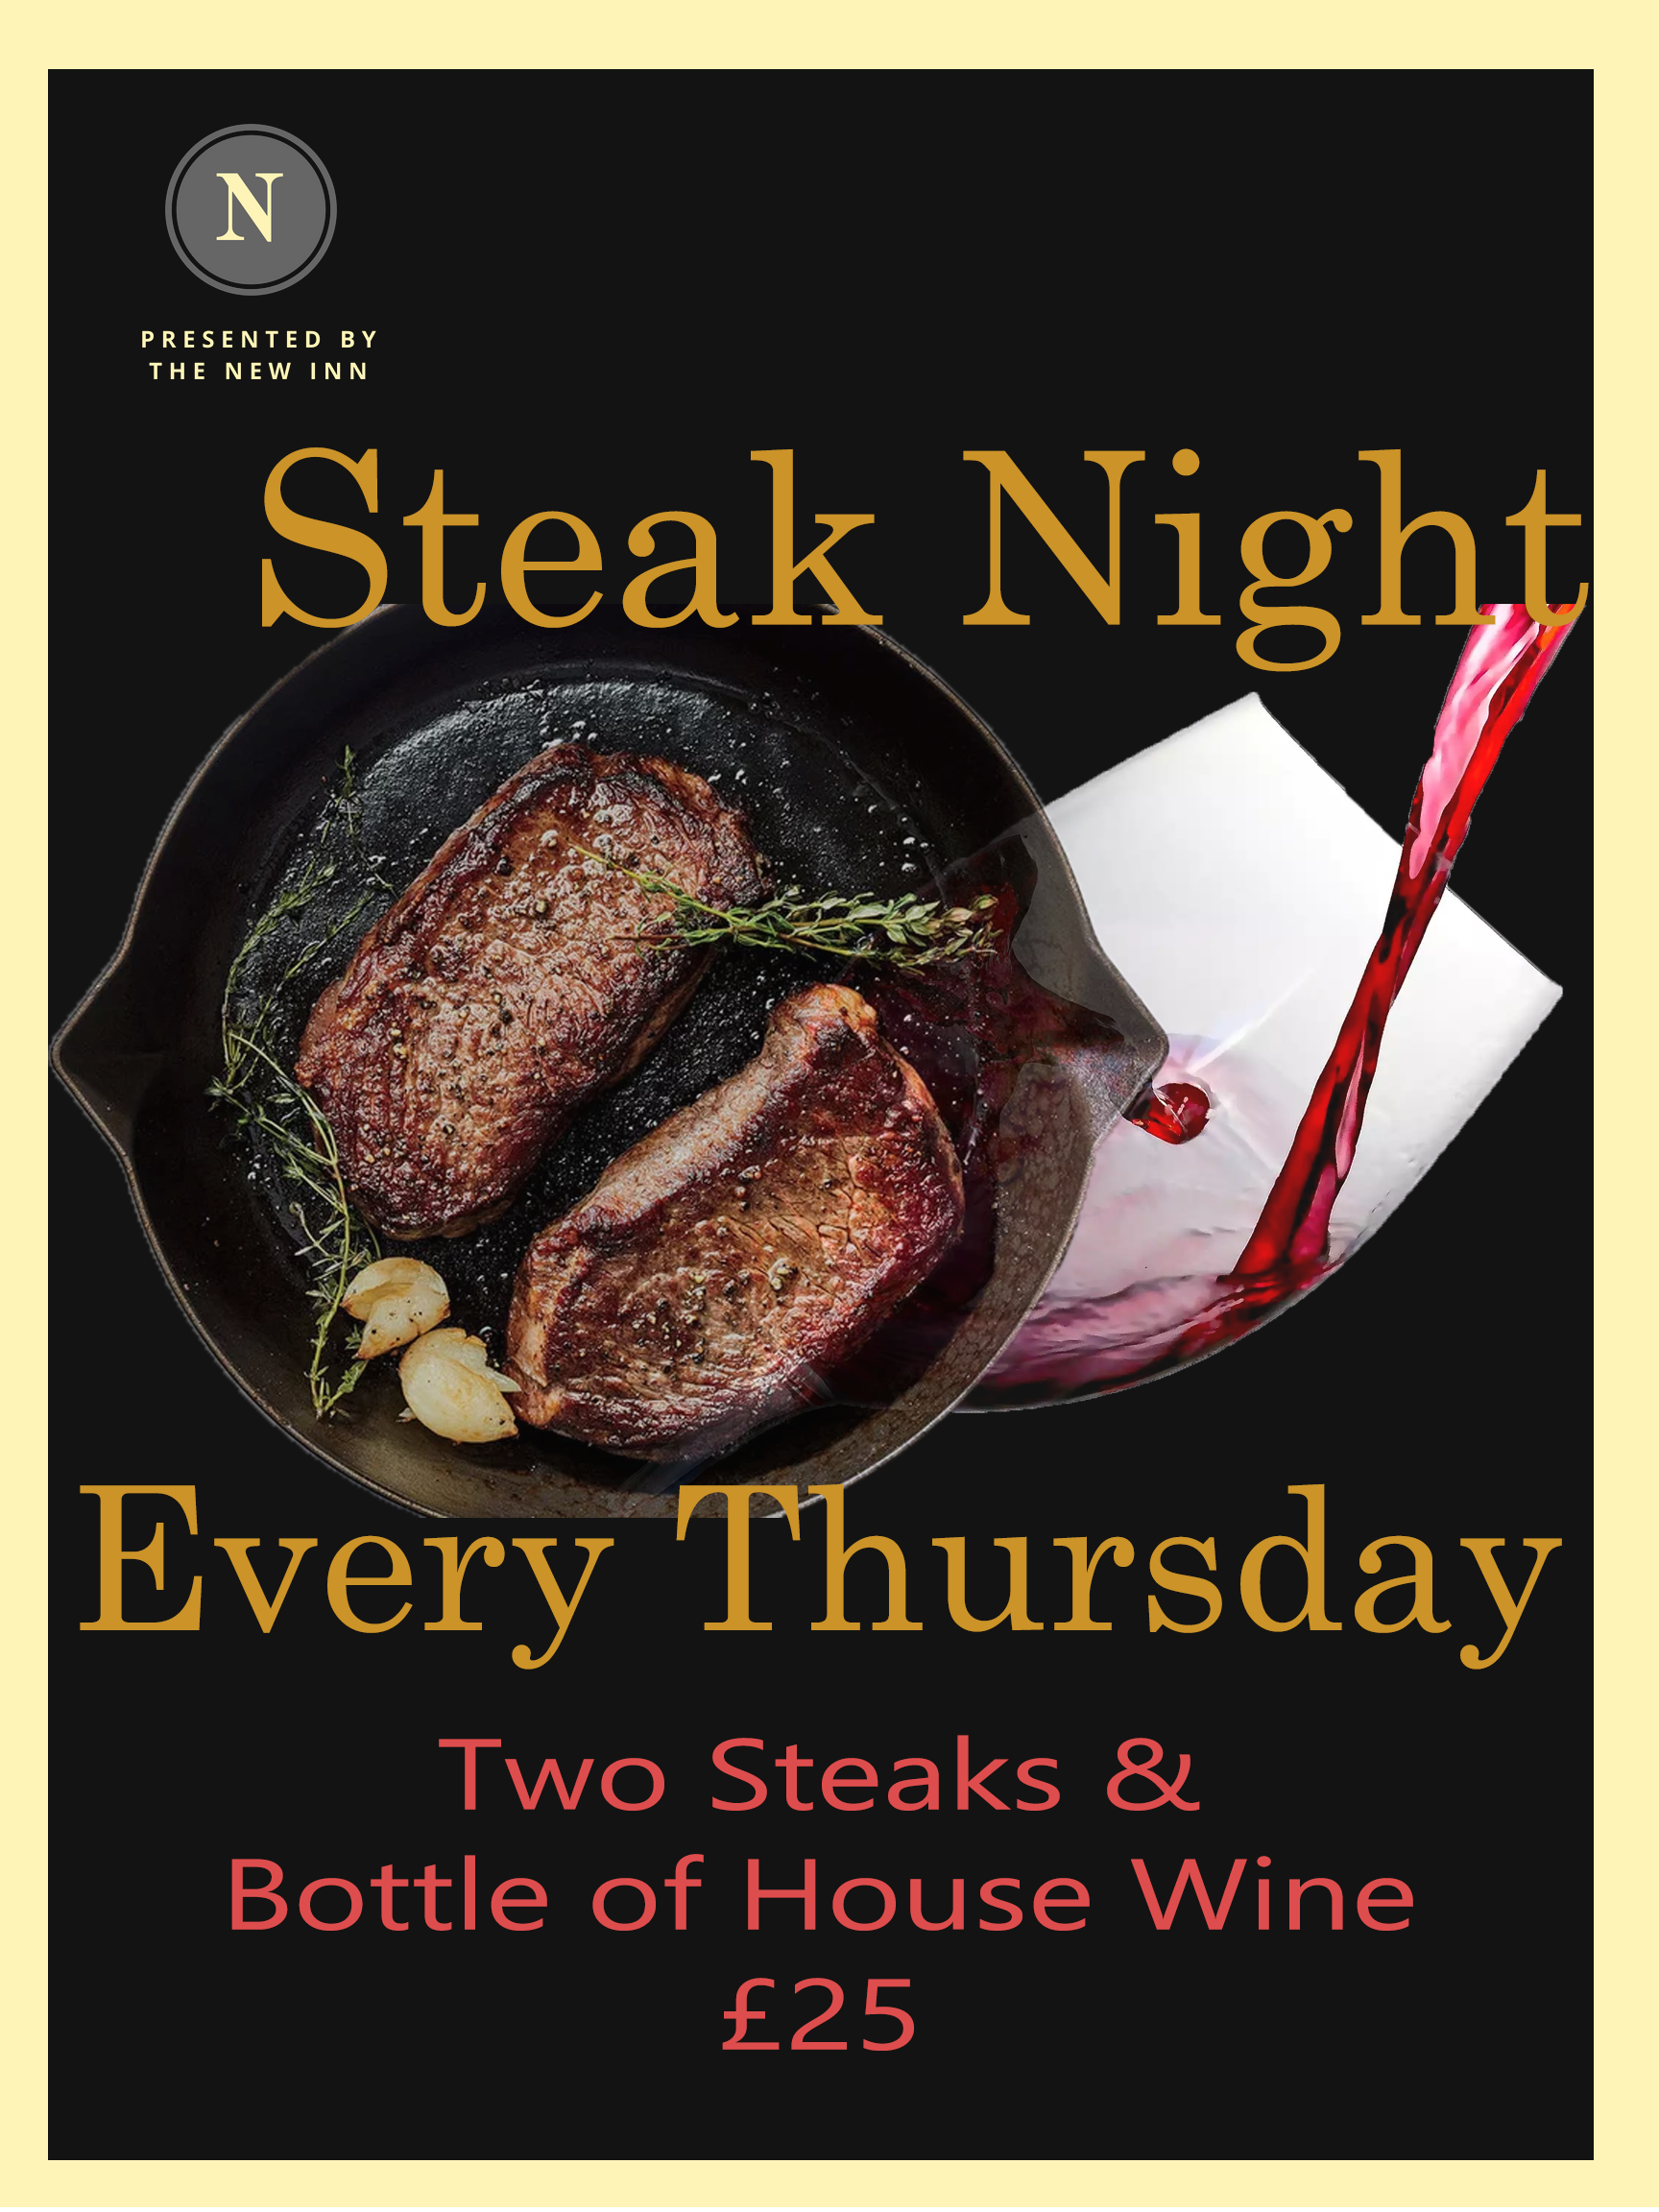 N
PRESENTED BY
THE NEW INN
Steak Night
Every Thursday
Two Steaks &
Bottle of House Wine
£25